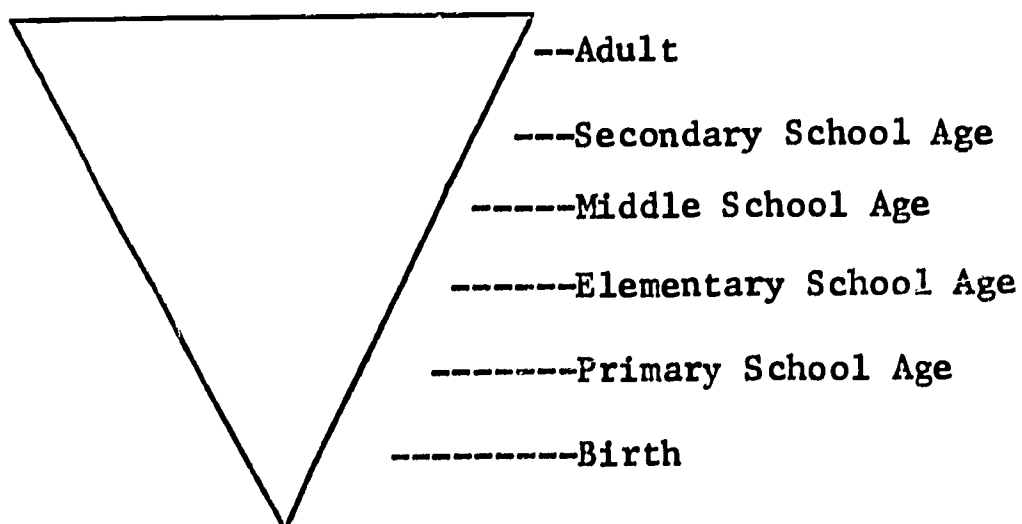 --Adult
---Secondary School Age
-----Middle School Age
------Elementary School Age
-------Primary School Age
---------Birth